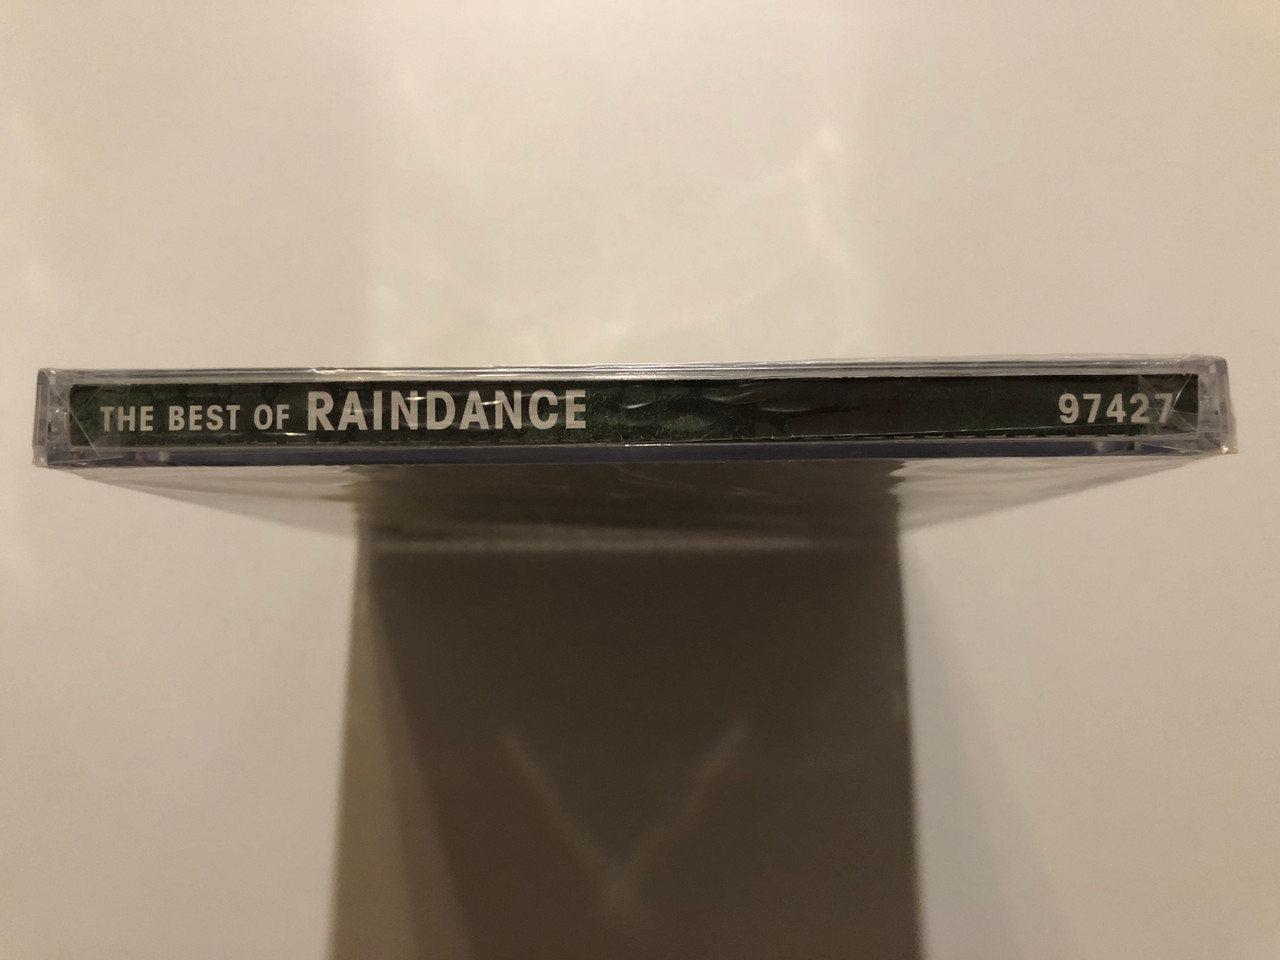 THE BEST OF RAINDANCE 97427